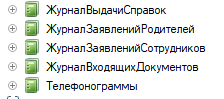 ЖурналВыдачиСправок
ЖурналЗаявленийРодителей
ЖурналЗаявленийСотрудников
ЖурналВходящихДокументов
Телефонограммы